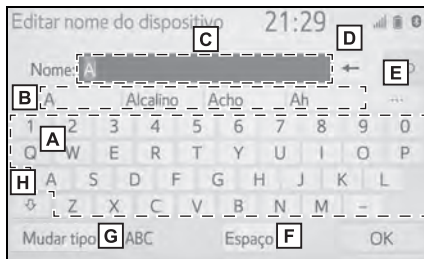 Editar nome do dispositivo 21:29
C D
Nome: A ← E
B A Alcalino Acho Ah ...
1 2 3 4 5 6 7 8 9 0
A
Q W E R T Y U I O P
H A S D F G H J K L
Z X C V B N M -
Mudar tipo G ABC Espaço F OK